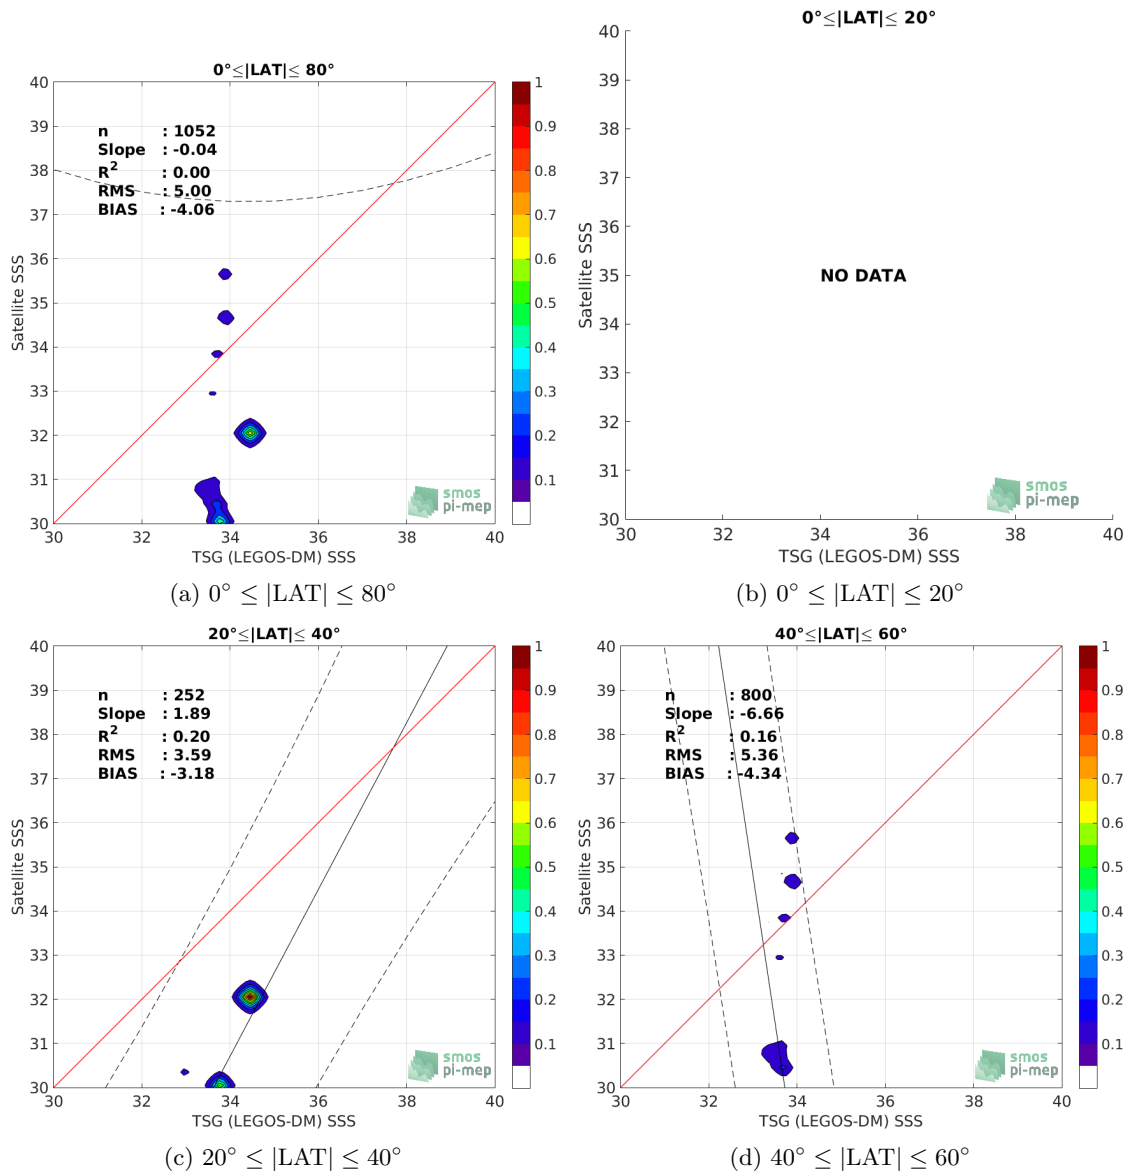 0°≤|LAT|≤ 80°
40
39
38
37
36
35
34
33
32
31
30
Satellite SSS
n : 1052
Slope : -0.04
R² : 0.00
RMS : 5.00
BIAS : -4.06
smos
pi-mep
30 32 34 36 38 40
TSG (LEGOS-DM) SSS
1
0.9
0.8
0.7
0.6
0.5
0.4
0.3
0.2
0.1
(a) 0° ≤ |LAT| ≤ 80°
0°≤|LAT|≤ 20°
40
39
38
37
36
35
34
33
32
31
30
Satellite SSS
NO DATA
smos
pi-mep
30 32 34 36 38 40
TSG (LEGOS-DM) SSS
(b) 0° ≤ |LAT| ≤ 20°
20°≤|LAT|≤ 40°
40
39
38
37
36
35
34
33
32
31
30
Satellite SSS
n : 252
Slope : 1.89
R² : 0.20
RMS : 3.59
BIAS : -3.18
smos
pi-mep
30 32 34 36 38 40
TSG (LEGOS-DM) SSS
1
0.9
0.8
0.7
0.6
0.5
0.4
0.3
0.2
0.1
(c) 20° ≤ |LAT| ≤ 40°
40°≤|LAT|≤ 60°
40
39
38
37
36
35
34
33
32
31
30
Satellite SSS
n : 800
Slope : -6.66
R² : 0.16
RMS : 5.36
BIAS : -4.34
smos
pi-mep
30 32 34 36 38 40
TSG (LEGOS-DM) SSS
1
0.9
0.8
0.7
0.6
0.5
0.4
0.3
0.2
0.1
(d) 40° ≤ |LAT| ≤ 60°